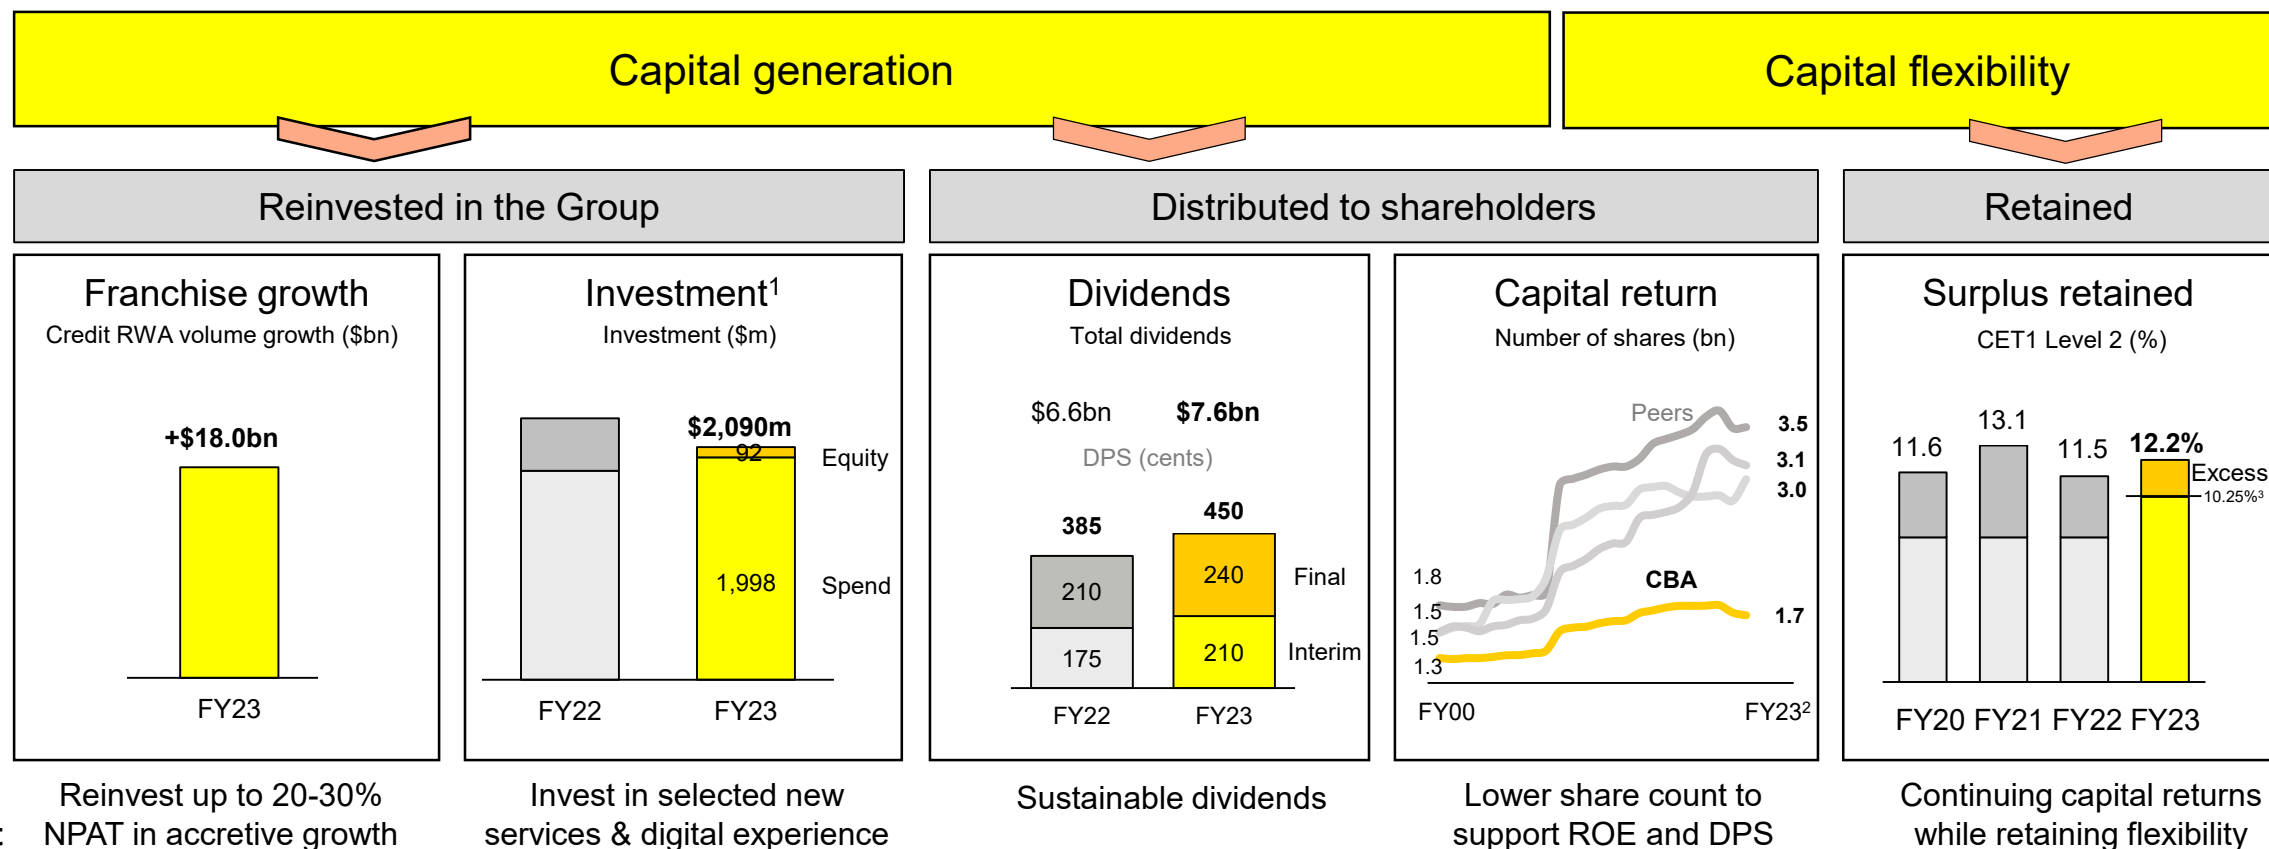 Capital generation
Capital flexibility
Reinvested in the Group
Distributed to shareholders
Retained
Franchise growth
Credit RWA volume growth ($bn)
+$18.0bn
FY23
Reinvest up to 20-30%
NPAT in accretive growth
Investment1
Investment ($m)
$2,090m
92
Equity
1,998
Spend
FY22 FY23
Invest in selected new
services & digital experience
Dividends
Total dividends
$6.6bn $7.6bn
DPS (cents)
385 450
210 240 Final
175 210 Interim
FY22 FY23
Sustainable dividends
Capital return
Number of shares (bn)
Peers
3.5
3.1
3.0
1.8
CBA
1.5
1.7
1.5
1.3
FY00 FY232
Lower share count to
support ROE and DPS
Surplus retained
CET1 Level 2 (%)
11.6 13.1 11.5 12.2%
Excess
10.25%3
FY20 FY21 FY22 FY23
Continuing capital returns
while retaining flexibility